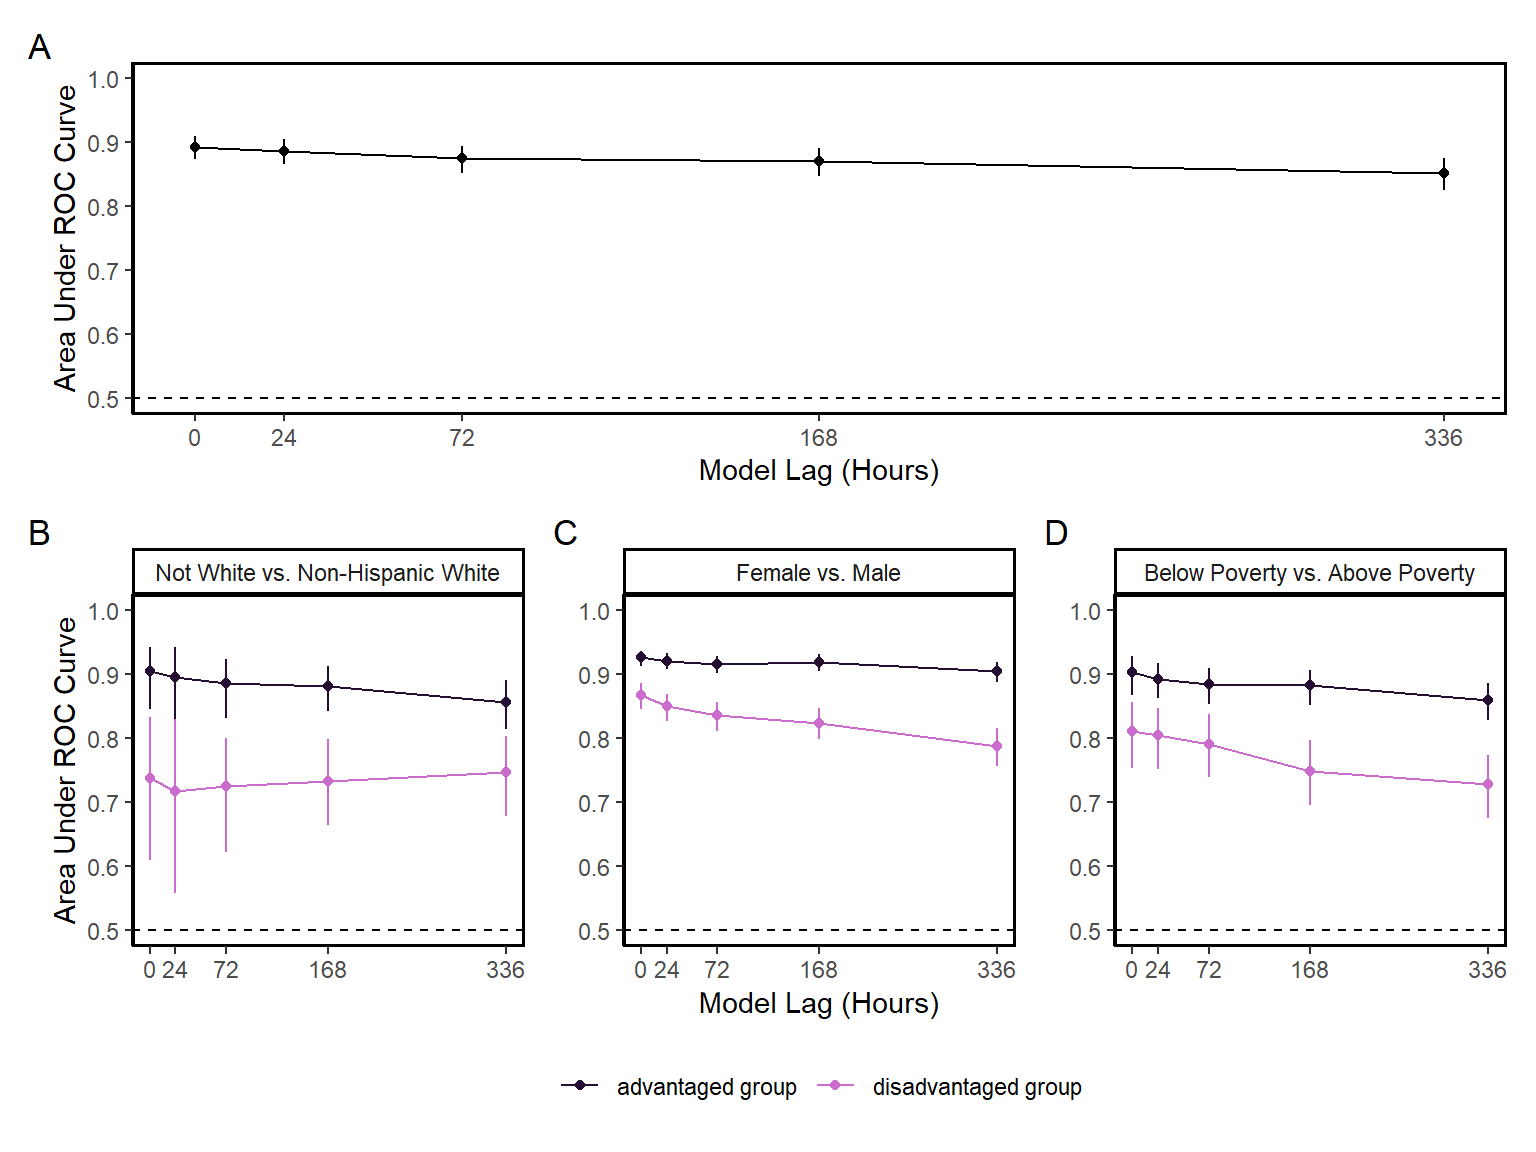 A
Area Under ROC Curve
1.0
0.9
0.8
0.7
0.6
0.5
0 24 72 168 336
Model Lag (Hours)
B C D
Not White vs. Non-Hispanic White Female vs. Male Below Poverty vs. Above Poverty
Area Under ROC Curve
1.0 1.0 1.0
0.9 0.9 0.9
0.8 0.8 0.8
0.7 0.7 0.7
0.6 0.6 0.6
0.5 0.5 0.5
0 24 72 168 336 0 24 72 168 336 0 24 72 168 336
Model Lag (Hours)
advantaged group disadvantaged group